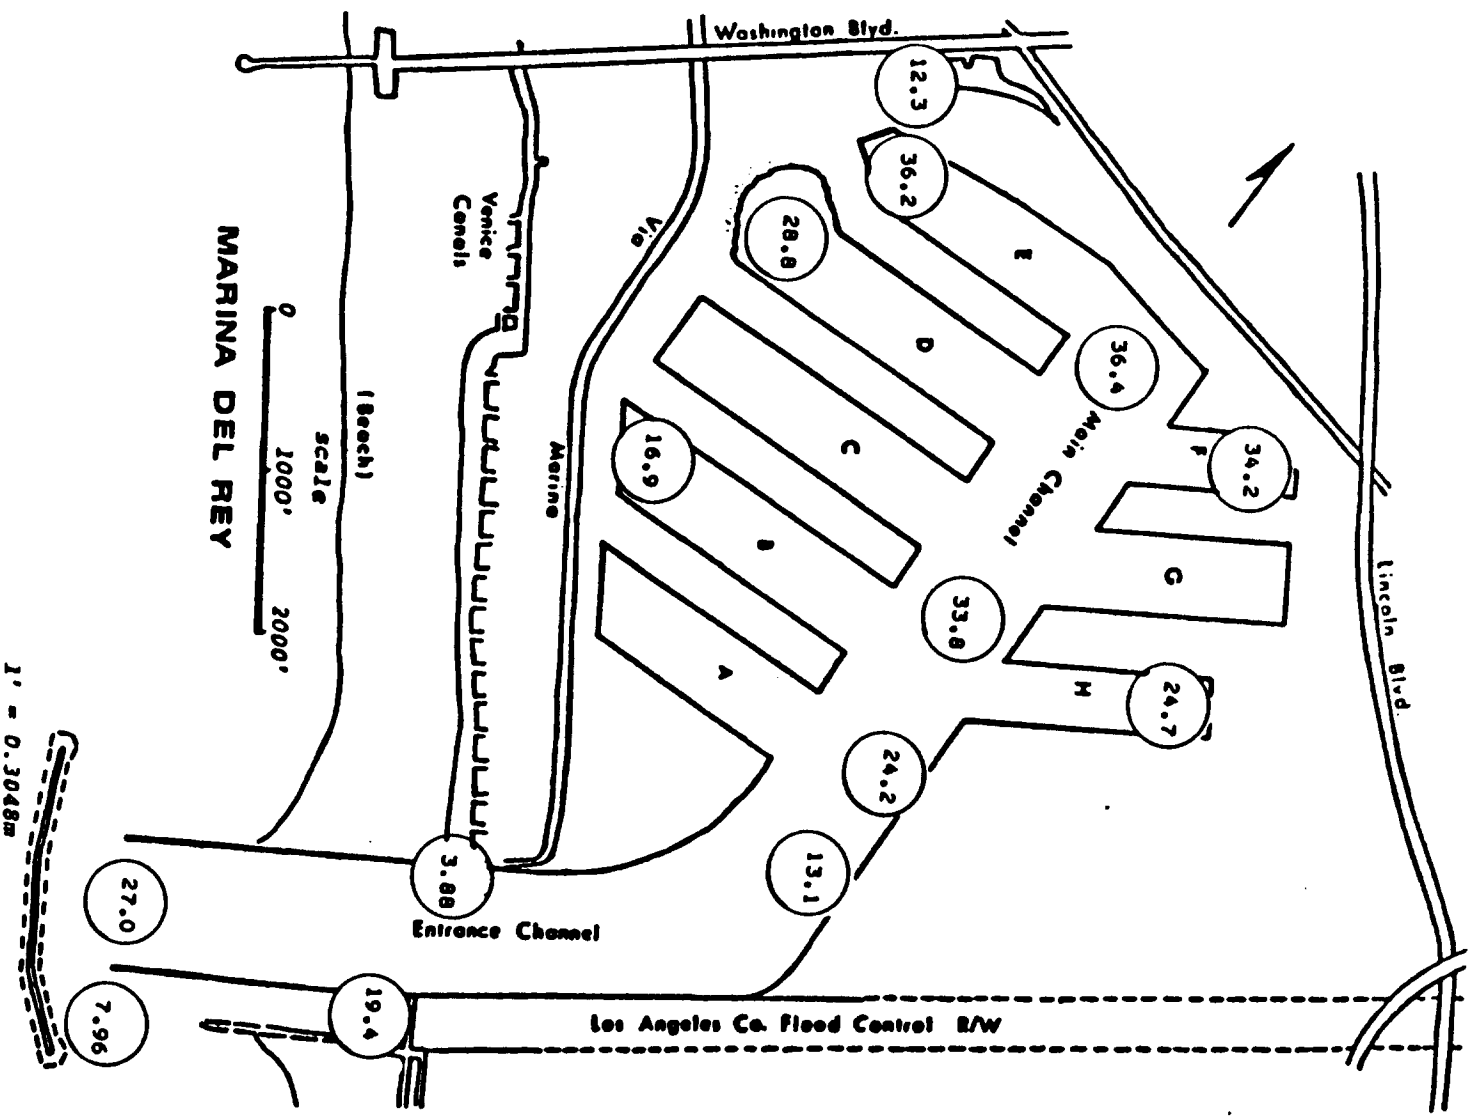 Washington Blvd.
12.3
36.2
28.8
E
D
36.4
Main Channel
F
34.2
C
G
16.9
B
33.8
A
H
24.7
24.2
13.1
Via
Marina
Venice
Canals
(Beach)
Lincoln Blvd.
MARINA DEL REY
0 1000' 2000'
scale
1' = 0.3048m
3.88
Entrance Channel
27.0
7.96
19.4
Los Angeles Co. Flood Control R/W